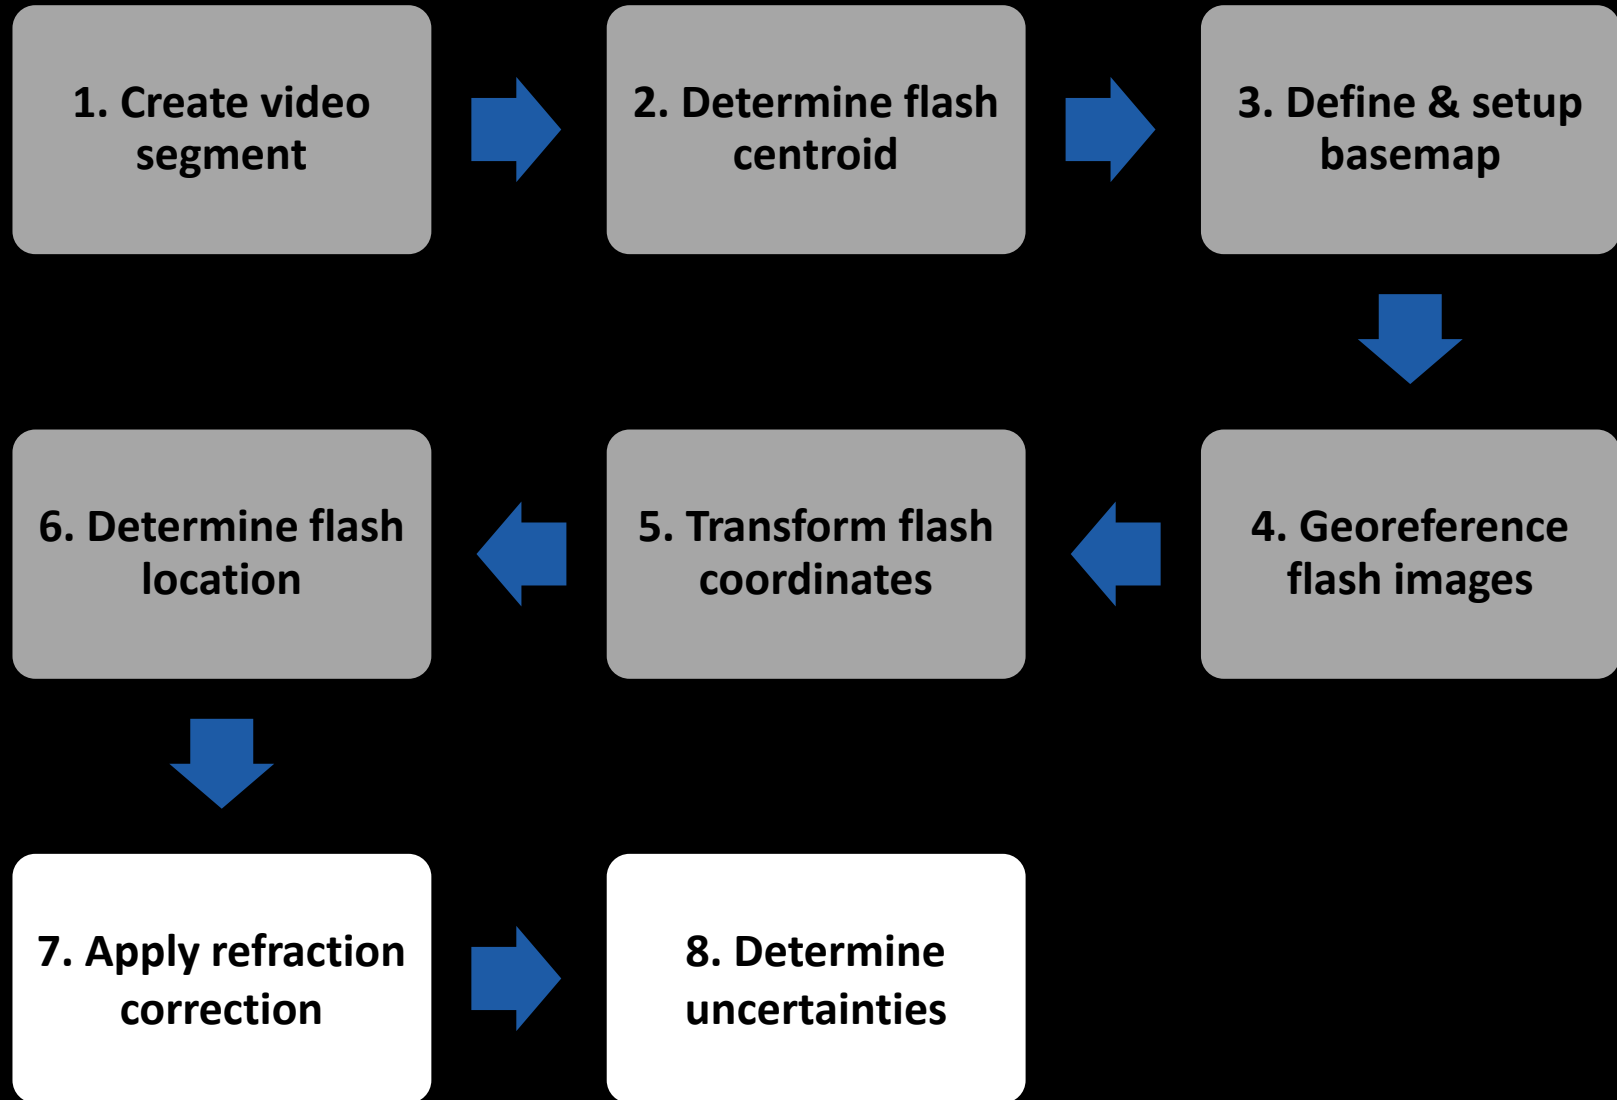 1. Create video
segment
2. Determine flash
centroid
3. Define & setup
basemap
4. Georeference
flash images
5. Transform flash
coordinates
6. Determine flash
location
7. Apply refraction
correction
8. Determine
uncertainties